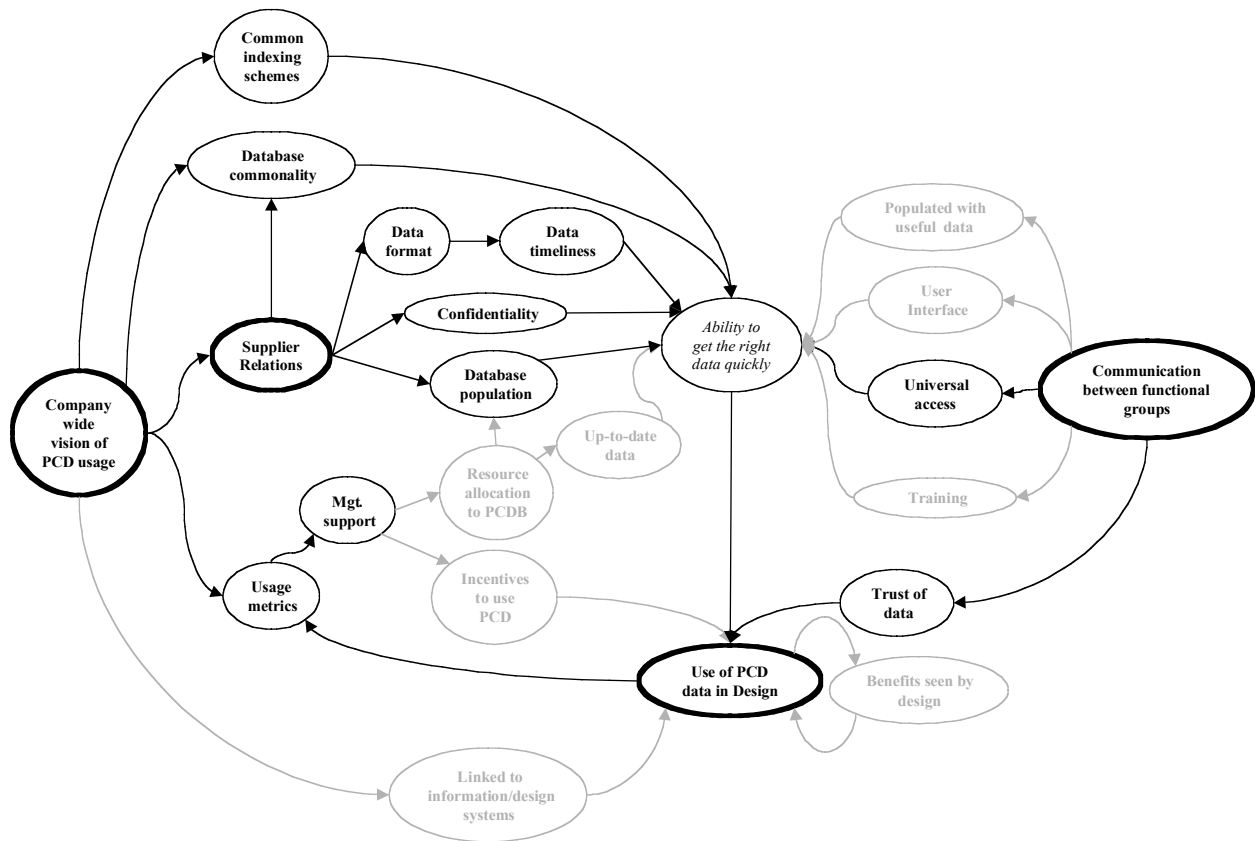 Common
indexing
schemes
Database
commonality
Data
format
Data
timeliness
Populated with
useful data
User
Interface
Confidentiality
Ability to
get the right
data quickly
Supplier
Relations
Database
population
Universal
access
Communication
between functional
groups
Company
wide
vision of
PCD usage
Up-to-date
data
Resource
allocation
to PCDB
Training
Mgt.
support
Usage
metrics
Incentives
to use
PCD
Trust of
data
Use of PCD
data in Design
Benefits seen by
design
Linked to
information/design
systems